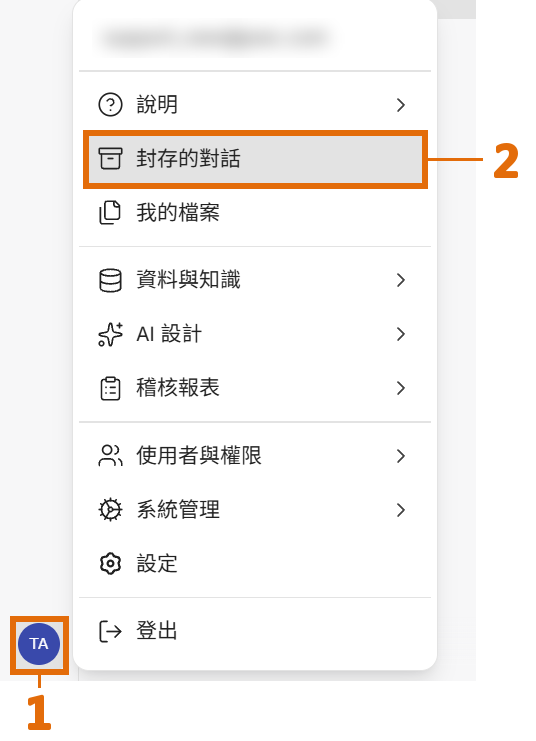 說明
封存的對話
2
我的檔案
資料與知識
AI 設計
稽核報表
使用者與權限
系統管理
設定
登出
TA
1